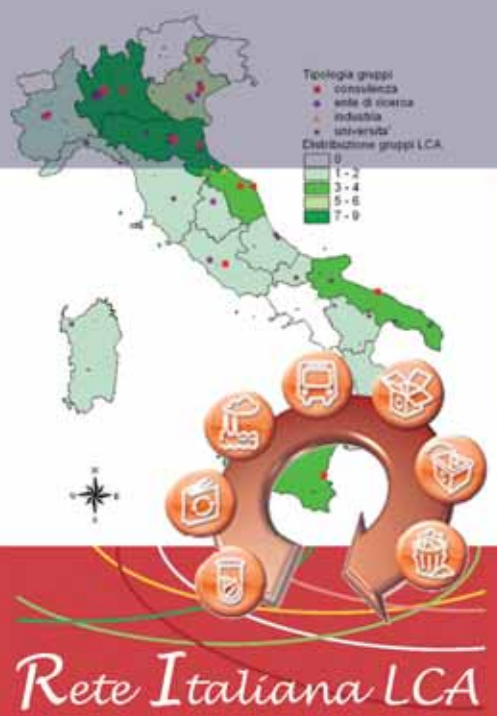 Tipologia gruppi
consulenza
ente di ricerca
industria
universita'
Distribuzione gruppi LCA
0
1 - 2
3 - 4
5 - 6
7 - 9
N
E
S
Rete Italiana LCA